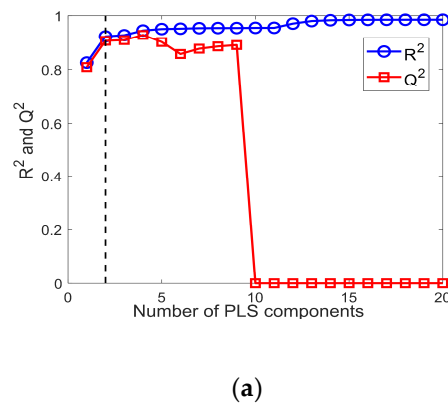 1
0.8
0.6
0.4
0.2
0
R² and Q²
R²
Q²
0 5 10 15 20
Number of PLS components
(a)